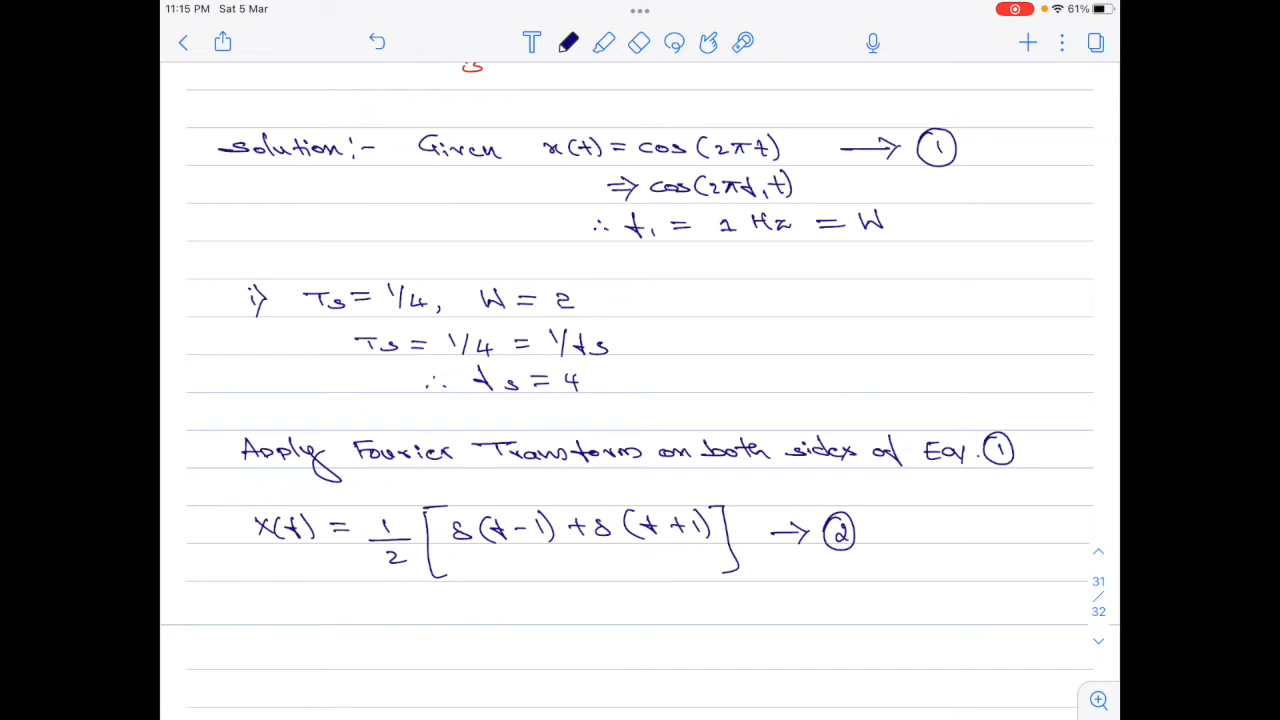 11:15 PM Sat 5 Mar
61%
is
Solution:- Given x(t) = cos(2πt) → ①
⇒ cos(2πf₁t)
∴ f₁ = 1 Hz = W
i) Ts = 1/4, W = 2
Ts = 1/4 = 1/fs
∴ fs = 4
Apply Fourier Transform on both sides of Eq. ①
X(f) = 1/2 [δ(f-1) + δ(f+1)] → ②
31
/
32